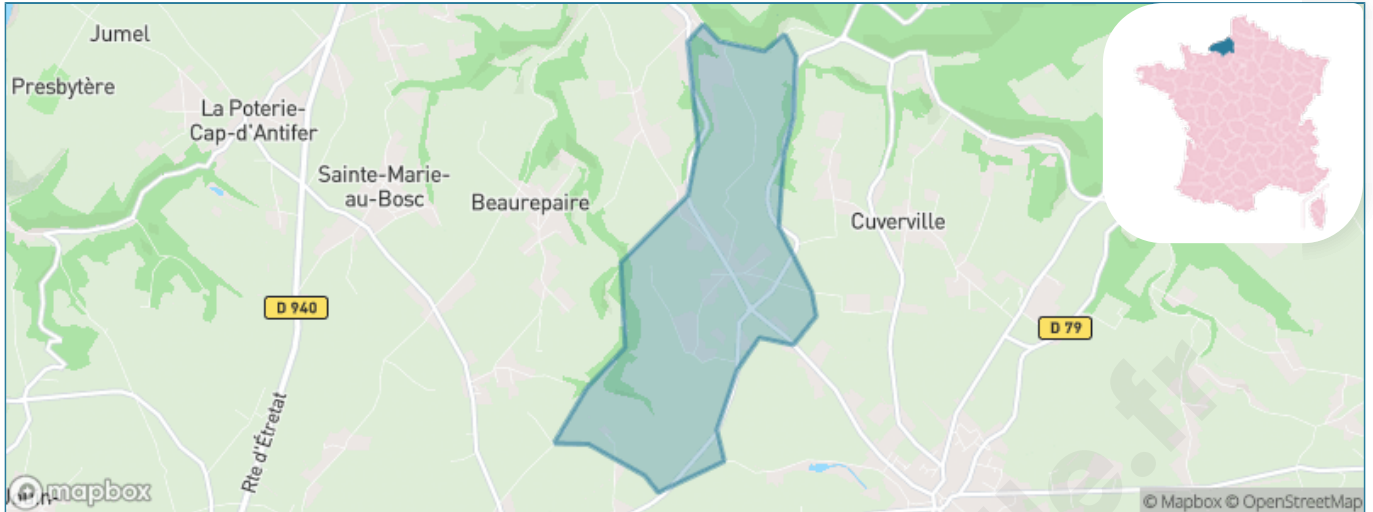 Jumel
Presbytère
La Poterie-
Cap-d'Antifer
Sainte-Marie-
au-Bosc
Beaurepaire
Cuverville
D 940
D 79
Rte d'Étretat
mapbox
© Mapbox © OpenStreetMap